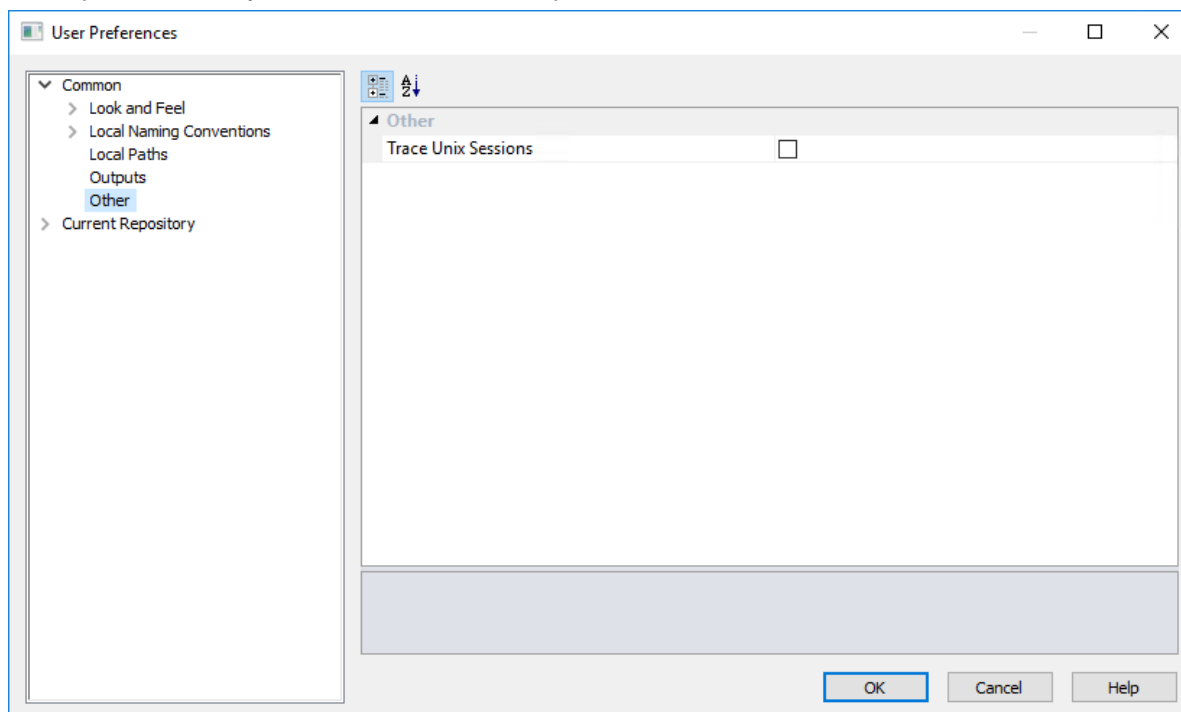 User Preferences
Common
Look and Feel
Local Naming Conventions
Local Paths
Outputs
Other
Current Repository
Other
Trace Unix Sessions
OK
Cancel
Help